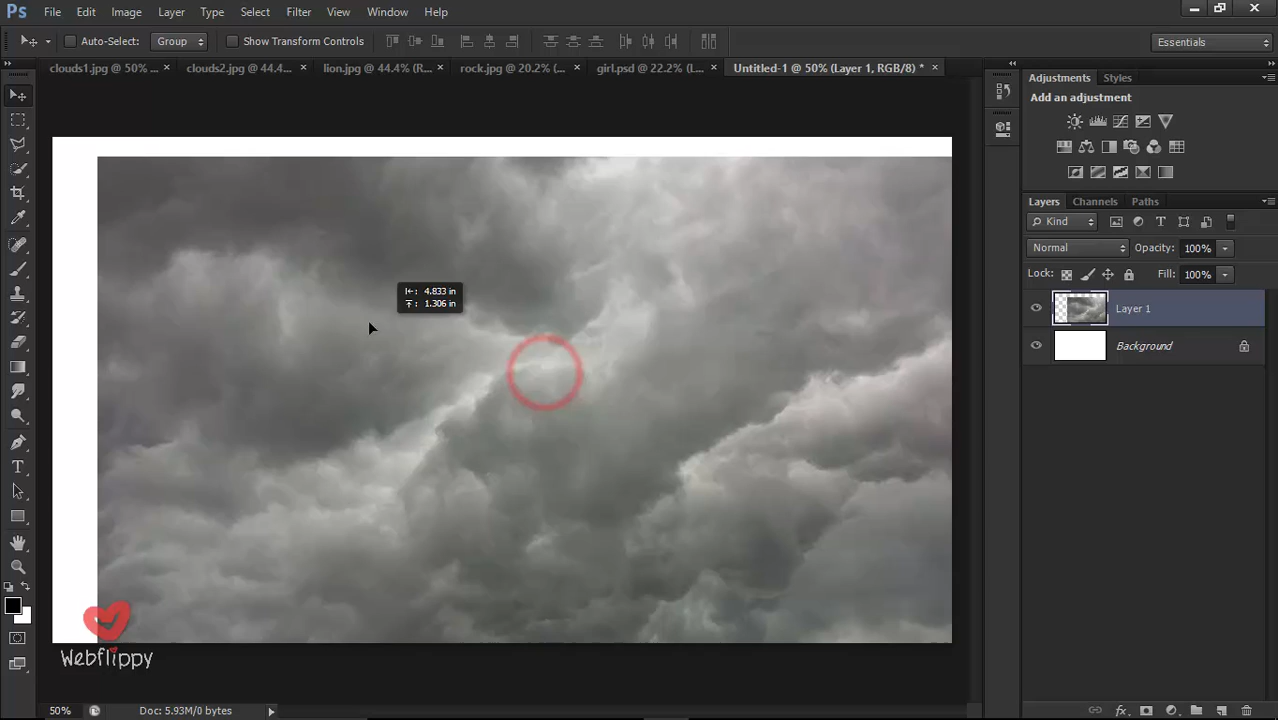 Ps File Edit Image Layer Type Select Filter View Window Help
Auto-Select: Group Show Transform Controls Essentials
clouds1.jpg @ 50% ... × clouds2.jpg @ 44.4... × lion.jpg @ 44.4% (R... × rock.jpg @ 20.2% (... × girl.psd @ 22.2% (L... × Untitled-1 @ 50% (Layer 1, RGB/8) * ×
Adjustments Styles
Add an adjustment
Layers Channels Paths
Kind
Normal Opacity: 100%
Lock: Fill: 100%
4.833 in
1.306 in
Layer 1
Background
Webflippy
50% Doc: 5.93M/0 bytes